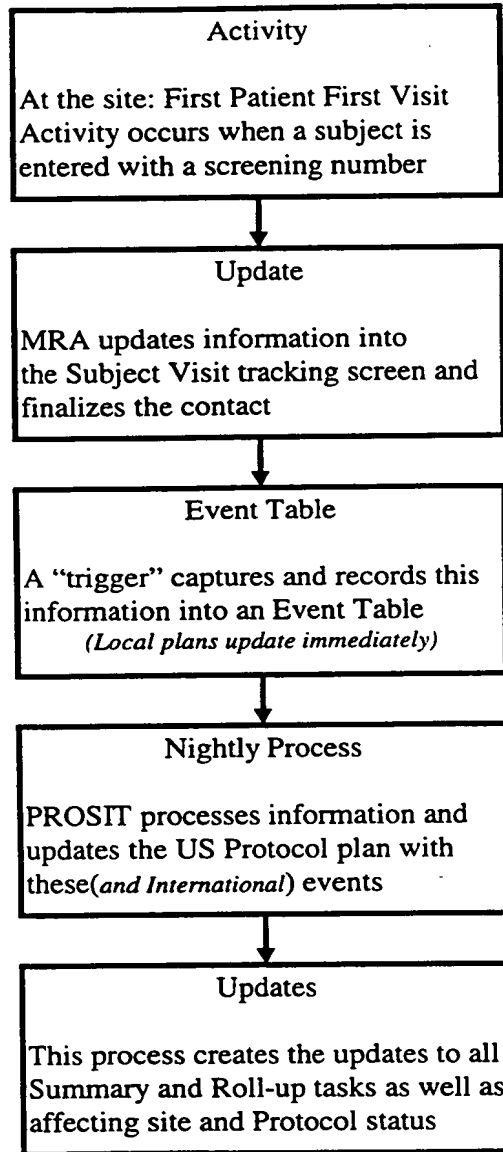 Activity
At the site: First Patient First Visit
Activity occurs when a subject is
entered with a screening number
Update
MRA updates information into
the Subject Visit tracking screen and
finalizes the contact
Event Table
A “trigger” captures and records this
information into an Event Table
(Local plans update immediately)
Nightly Process
PROSIT processes information and
updates the US Protocol plan with
these(and International) events
Updates
This process creates the updates to all
Summary and Roll-up tasks as well as
affecting site and Protocol status